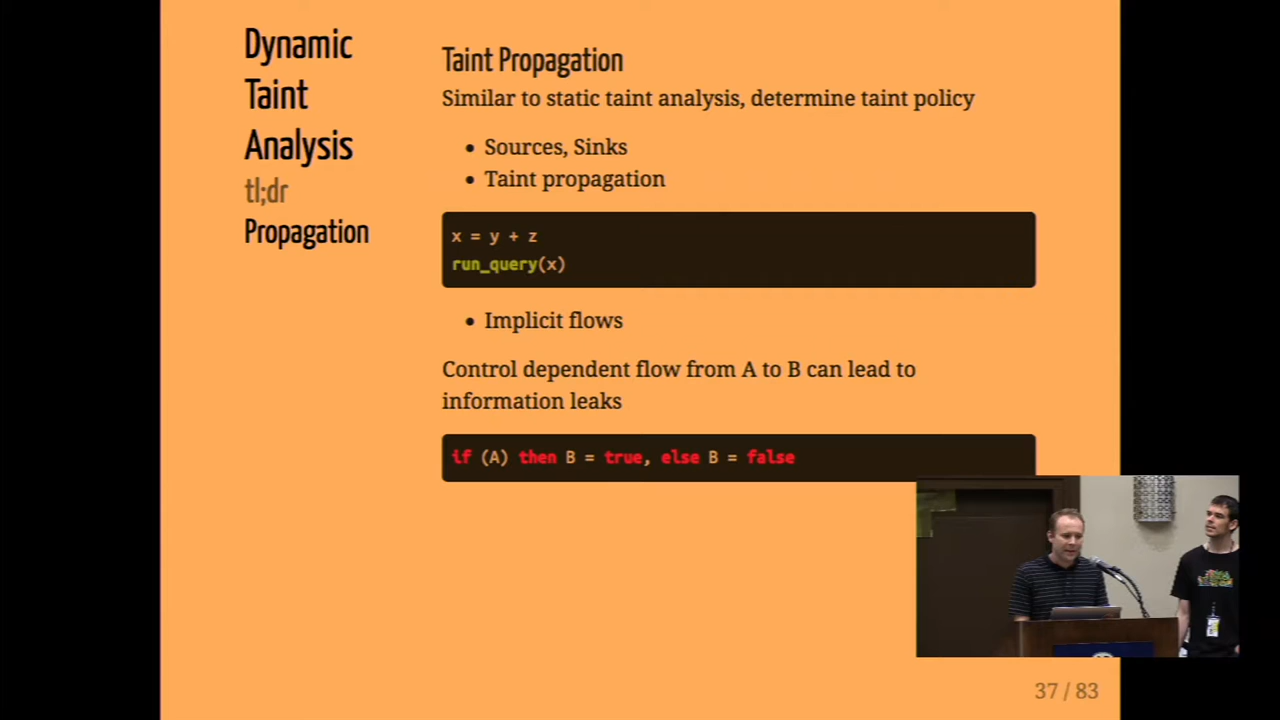 Dynamic
Taint
Analysis
tl;dr
Propagation
Taint Propagation
Similar to static taint analysis, determine taint policy
• Sources, Sinks
• Taint propagation
x = y + z
run_query(x)
• Implicit flows
Control dependent flow from A to B can lead to
information leaks
if (A) then B = true, else B = false
37 / 83